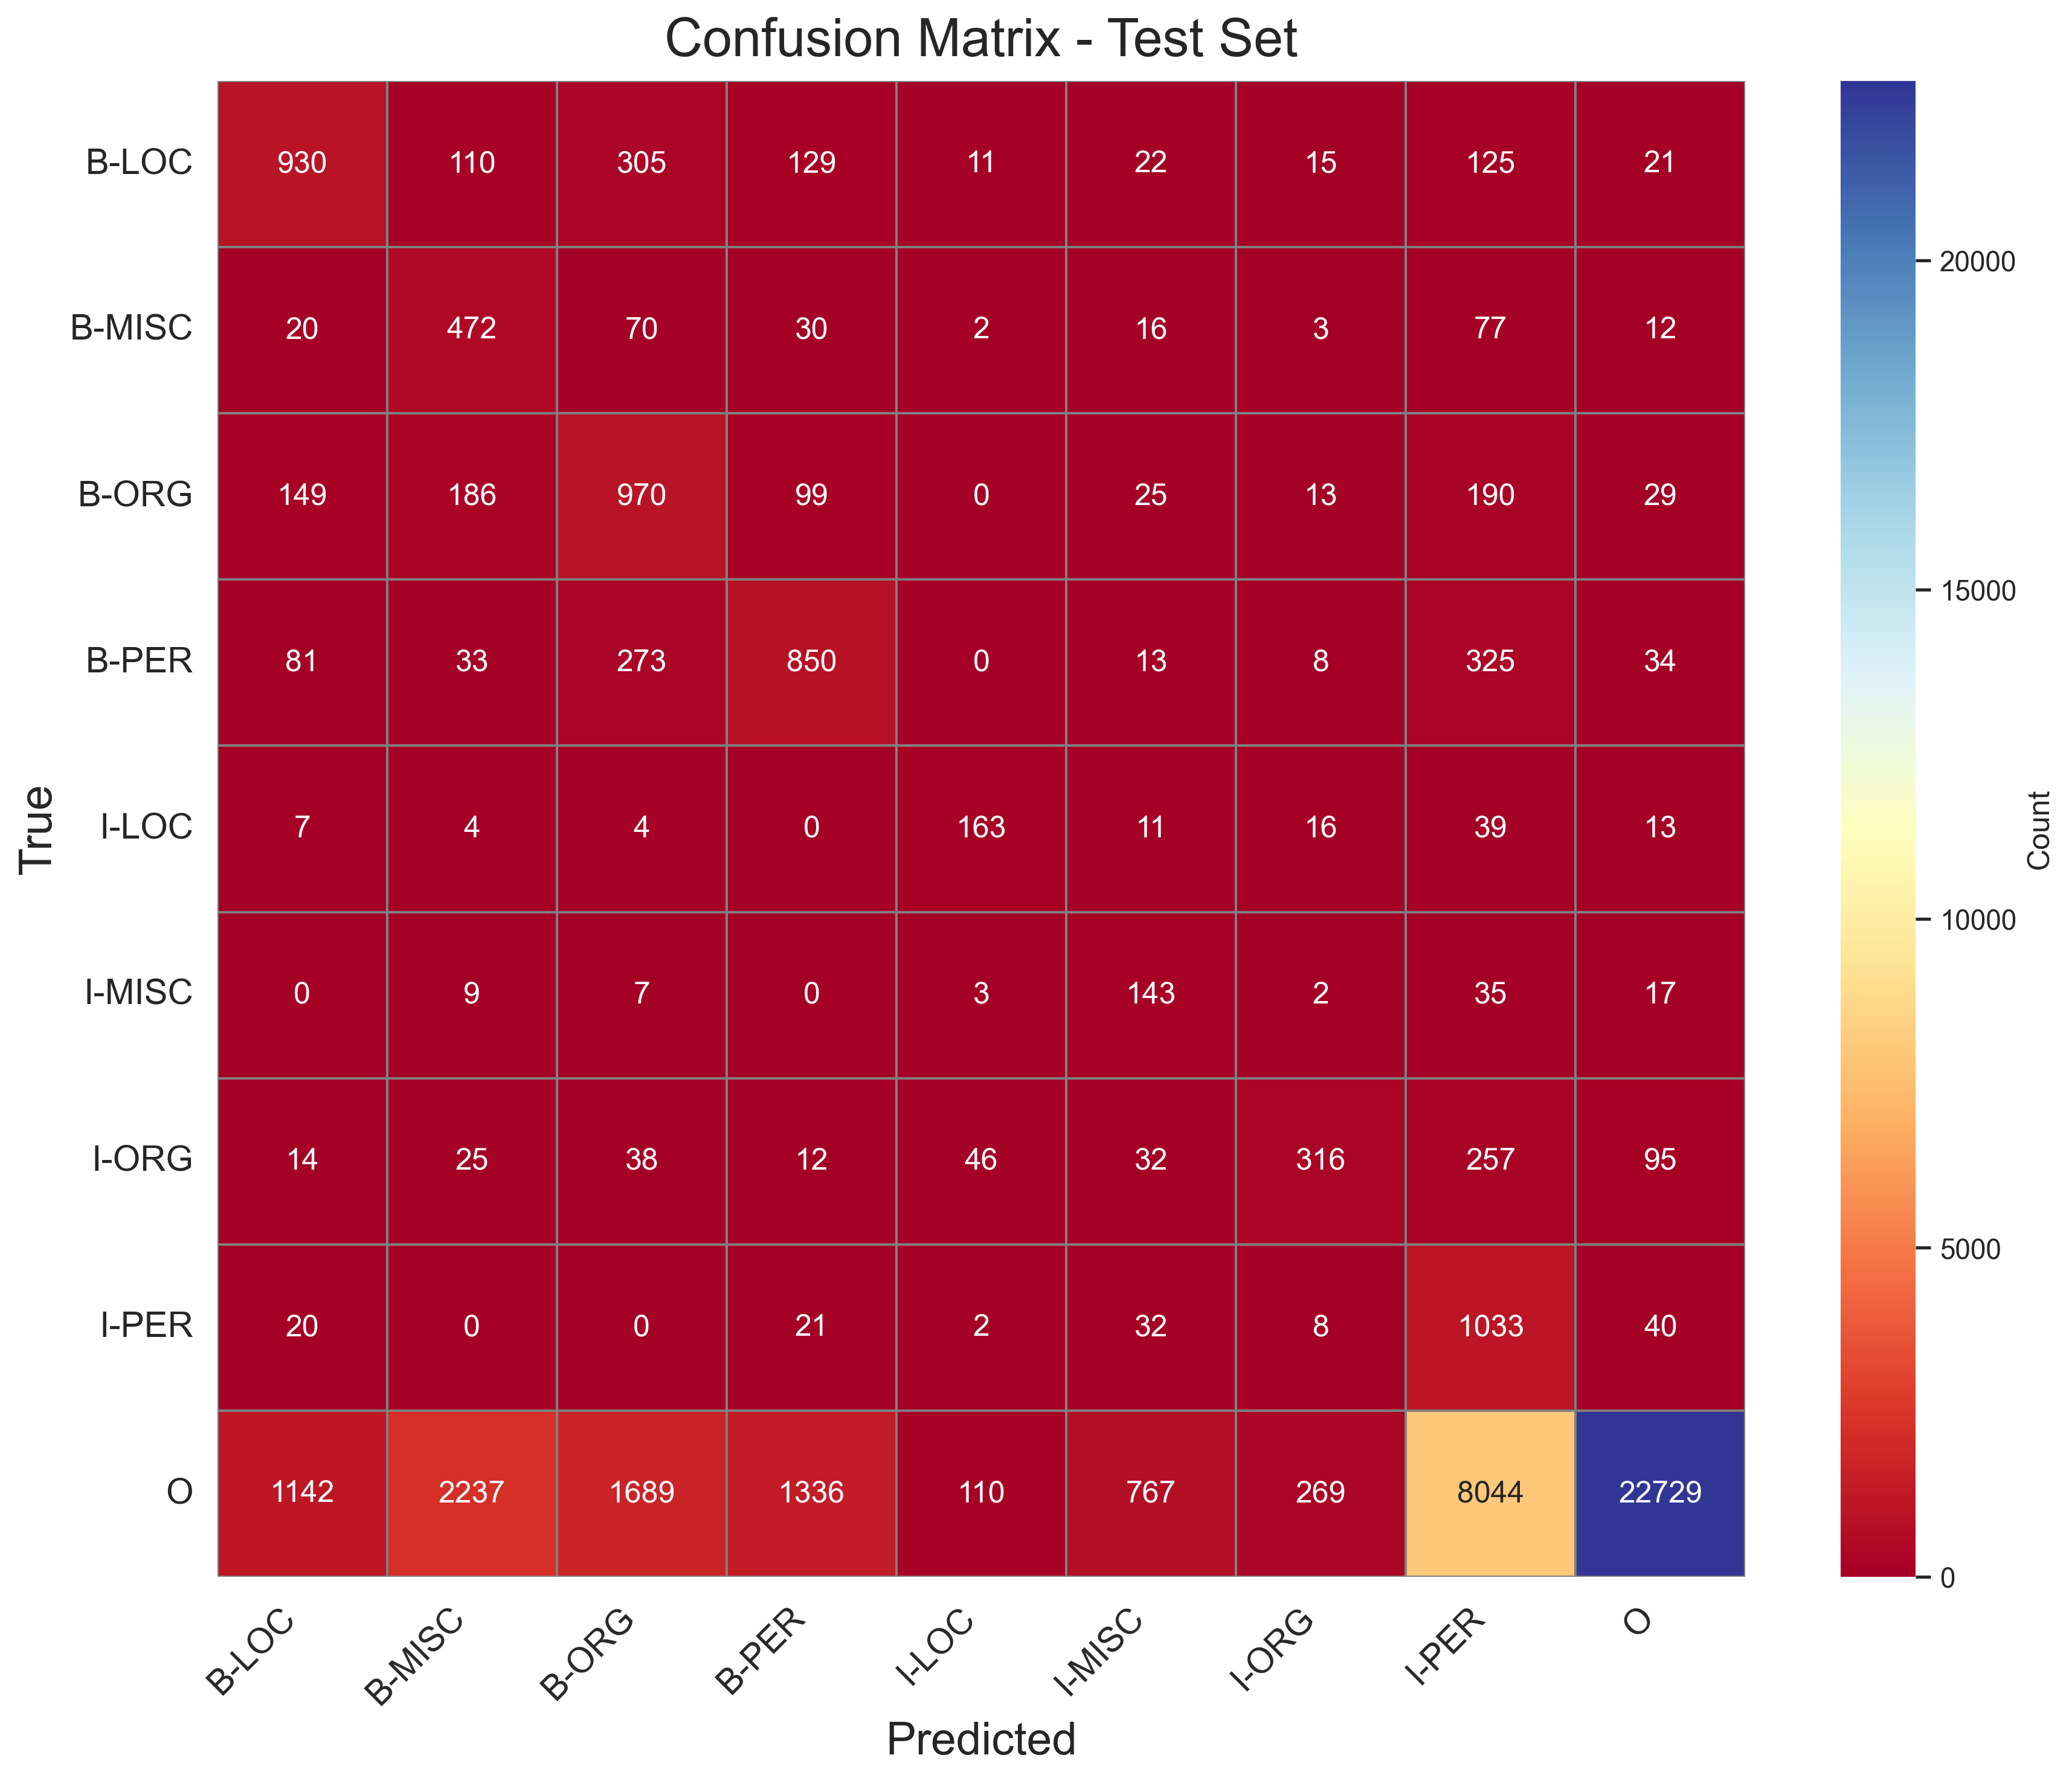 Confusion Matrix - Test Set
B-LOC 930 110 305 129 11 22 15 125 21
B-MISC 20 472 70 30 2 16 3 77 12
B-ORG 149 186 970 99 0 25 13 190 29
B-PER 81 33 273 850 0 13 8 325 34
I-LOC 7 4 4 0 163 11 16 39 13
I-MISC 0 9 7 0 3 143 2 35 17
I-ORG 14 25 38 12 46 32 316 257 95
I-PER 20 0 0 21 2 32 8 1033 40
O 1142 2237 1689 1336 110 767 269 8044 22729
B-LOC B-MISC B-ORG B-PER I-LOC I-MISC I-ORG I-PER O
Predicted
True
20000
15000
10000
5000
0
Count